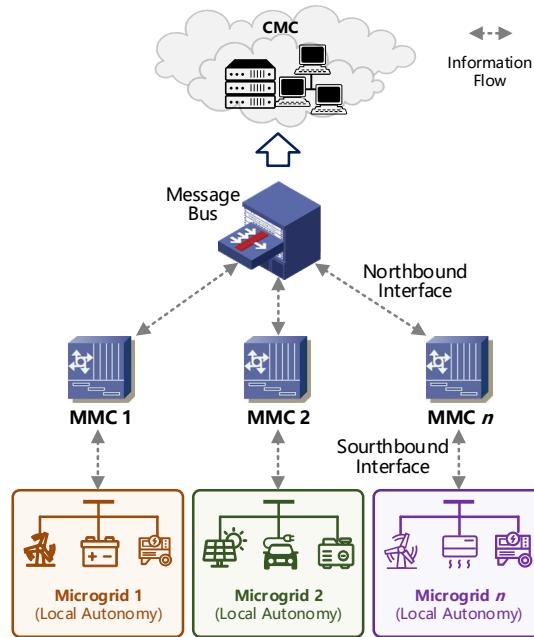 CMC
Information
Flow
Message
Bus
Northbound
Interface
MMC 1
MMC 2
MMC n
Sourthbound
Interface
Microgrid 1
(Local Autonomy)
Microgrid 2
(Local Autonomy)
Microgrid n
(Local Autonomy)